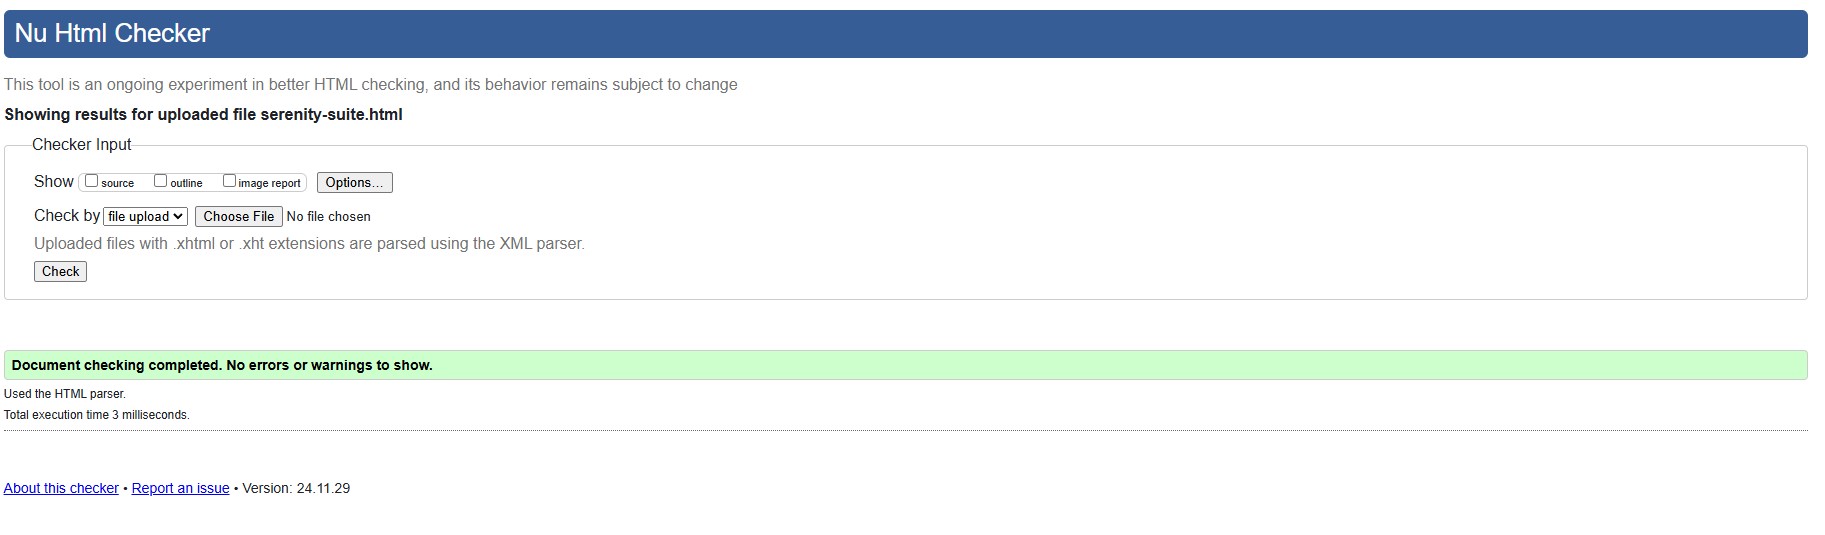 Nu Html Checker
This tool is an ongoing experiment in better HTML checking, and its behavior remains subject to change
Showing results for uploaded file serenity-suite.html
Checker Input
Show source outline image report Options...
Check by file upload Choose File No file chosen
Uploaded files with .xhtml or .xht extensions are parsed using the XML parser.
Check
Document checking completed. No errors or warnings to show.
Used the HTML parser.
Total execution time 3 milliseconds.
About this checker • Report an issue • Version: 24.11.29